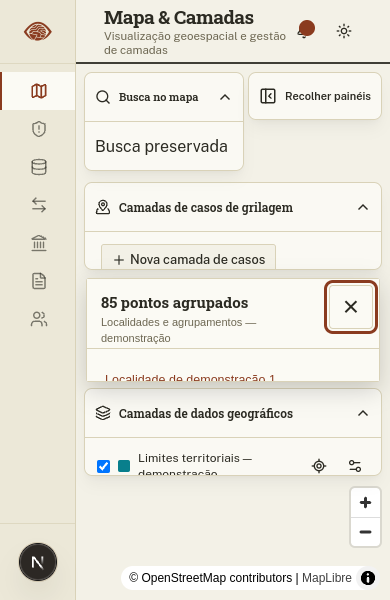 Mapa & Camadas
Visualização geoespacial e gestão
de camadas
Busca no mapa
Recolher painéis
Busca preservada
Camadas de casos de grilagem
Nova camada de casos
85 pontos agrupados
Localidades e agrupamentos —
demonstração
Localidade de demonstração 1
Camadas de dados geográficos
Limites territoriais —
demonstração
N
© OpenStreetMap contributors | MapLibre